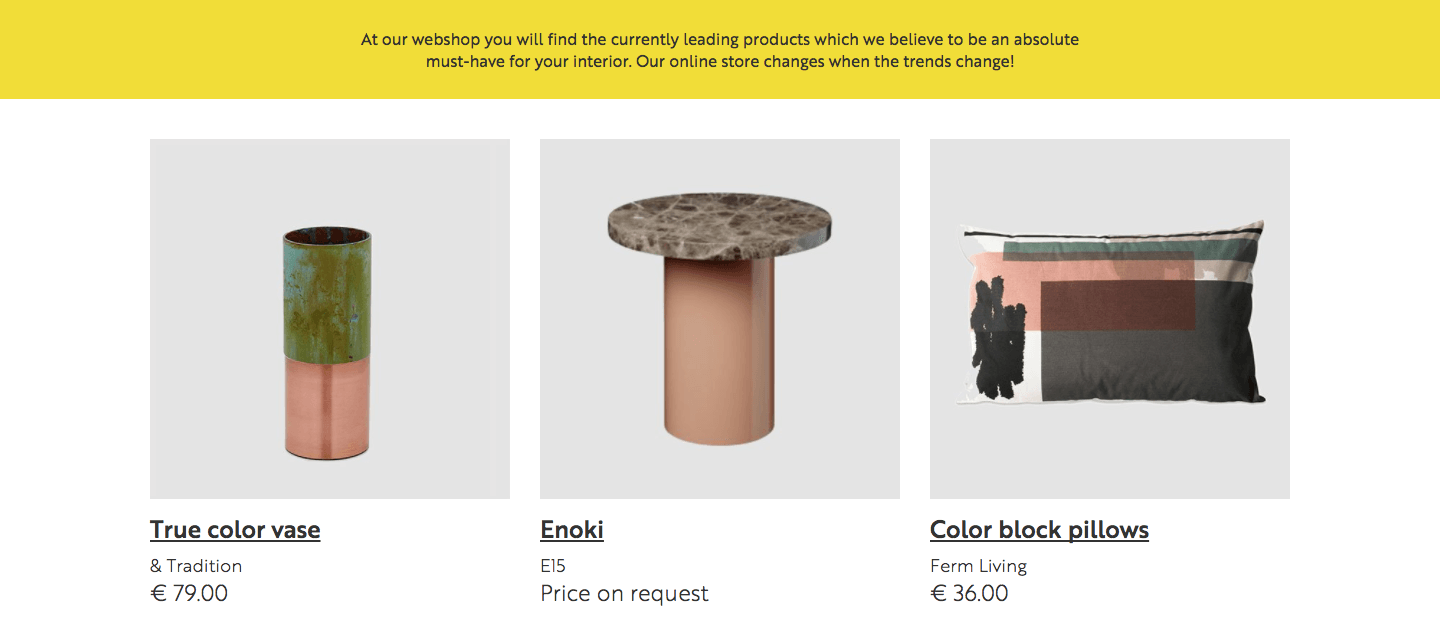 At our webshop you will find the currently leading products which we believe to be an absolute
must-have for your interior. Our online store changes when the trends change!
True color vase
& Tradition
€ 79.00
Enoki
E15
Price on request
Color block pillows
Ferm Living
€ 36.00